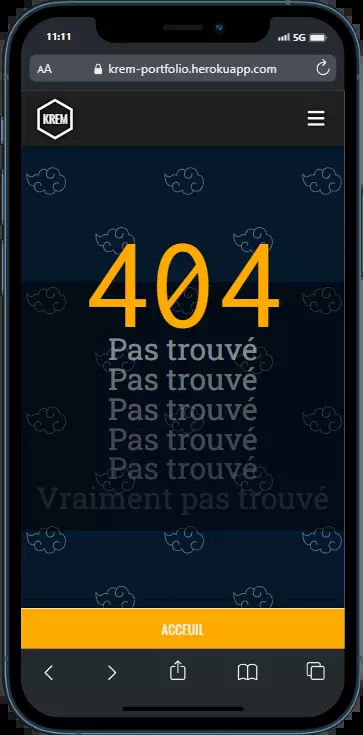 11:11
5G
AA
krem-portfolio.herokuapp.com
KREM
404
Pas trouvé
Pas trouvé
Pas trouvé
Pas trouvé
Pas trouvé
Vraiment pas trouvé
ACCEUIL